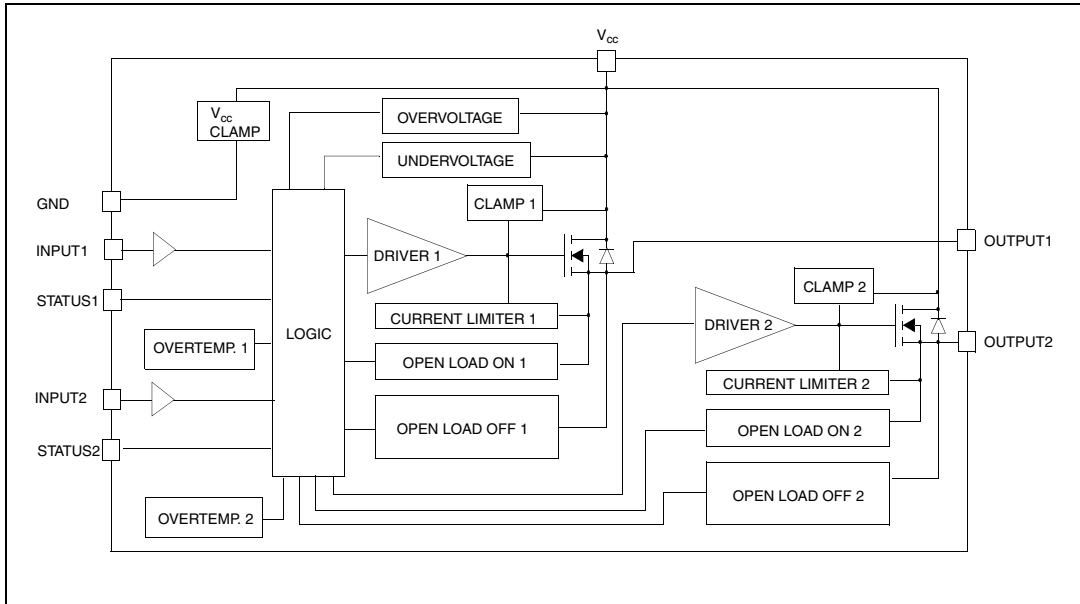 Vcc
Vcc
CLAMP
OVERVOLTAGE
UNDERVOLTAGE
GND
CLAMP 1
INPUT1
DRIVER 1
OUTPUT1
STATUS1
CLAMP 2
CURRENT LIMITER 1
LOGIC
DRIVER 2
OVERTEMP. 1
OUTPUT2
OPEN LOAD ON 1
CURRENT LIMITER 2
INPUT2
OPEN LOAD OFF 1
OPEN LOAD ON 2
STATUS2
OPEN LOAD OFF 2
OVERTEMP. 2